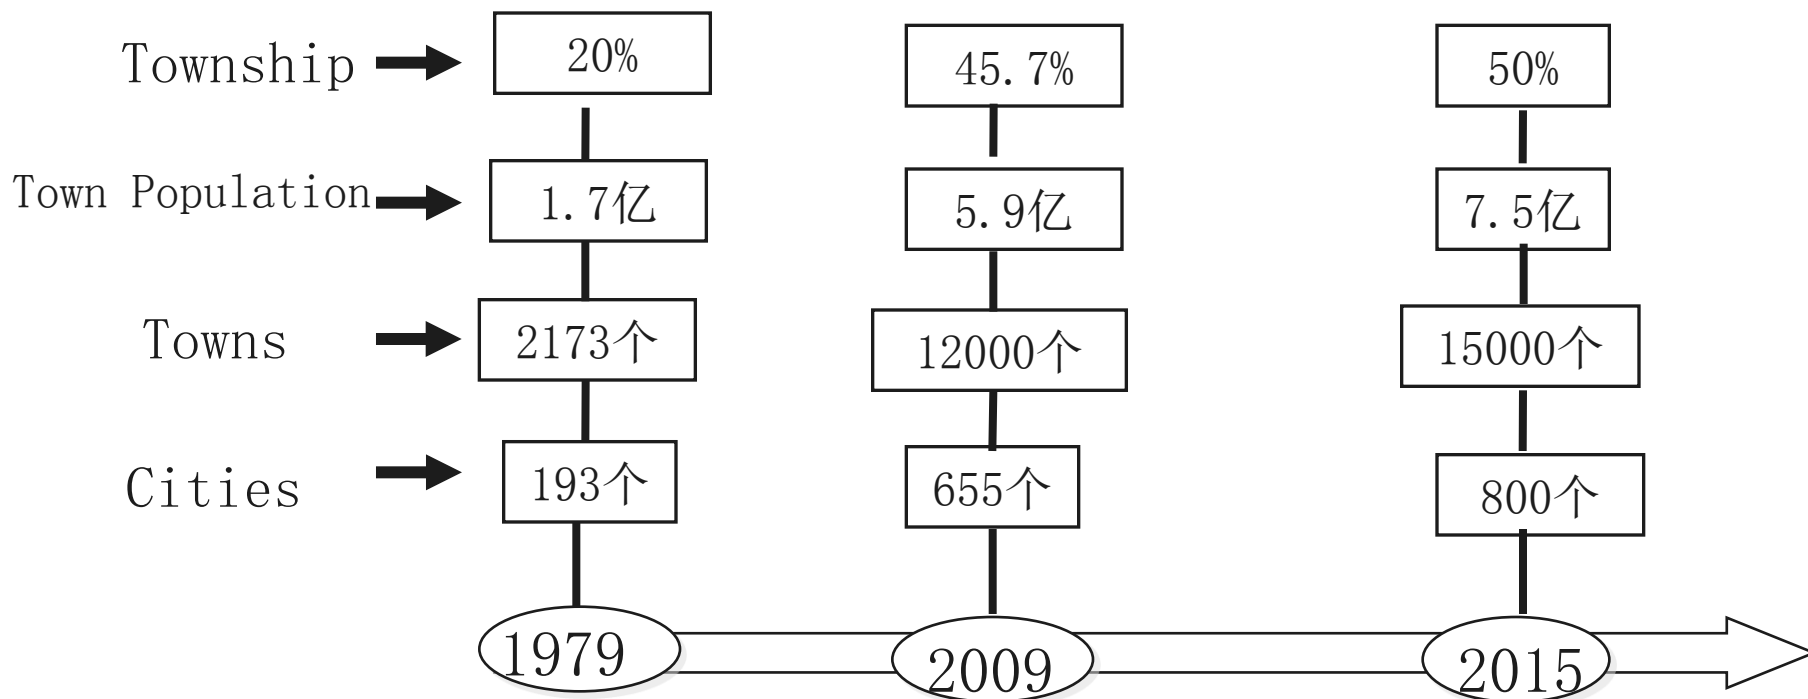 Township 20% 45.7% 50%
Town Population 1.7亿 5.9亿 7.5亿
Towns 2173个 12000个 15000个
Cities 193个 655个 800个
1979 2009 2015